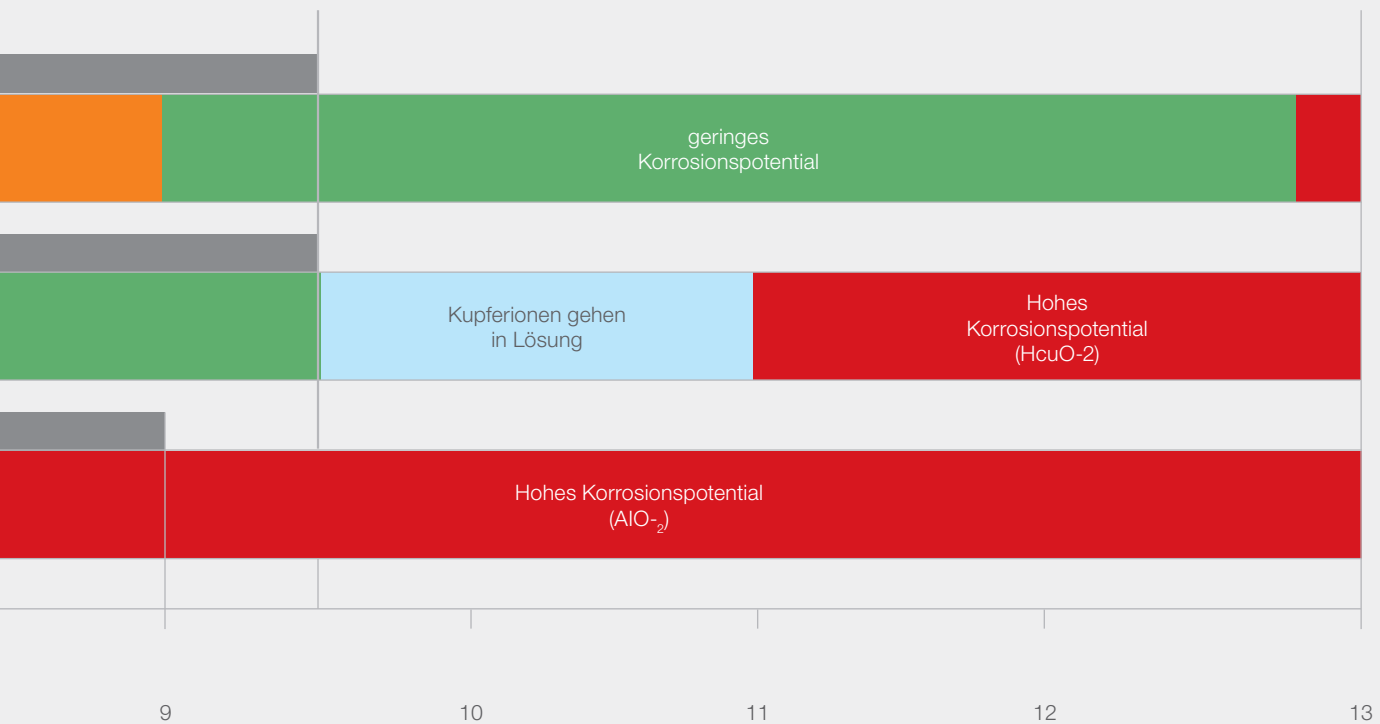 geringes
Korrosionspotential
Kupferionen gehen
in Lösung
Hohes
Korrosionspotential
(HcuO-2)
Hohes Korrosionspotential
(AlO-₂)
9 10 11 12 13